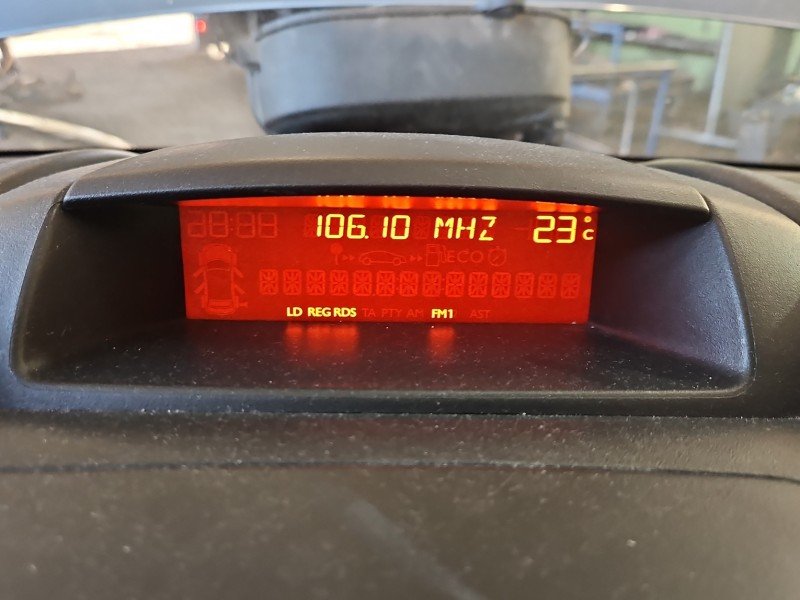 106.10 MHZ 23°C
ECO
LD REG RDS TA PTY AM FM1 AST